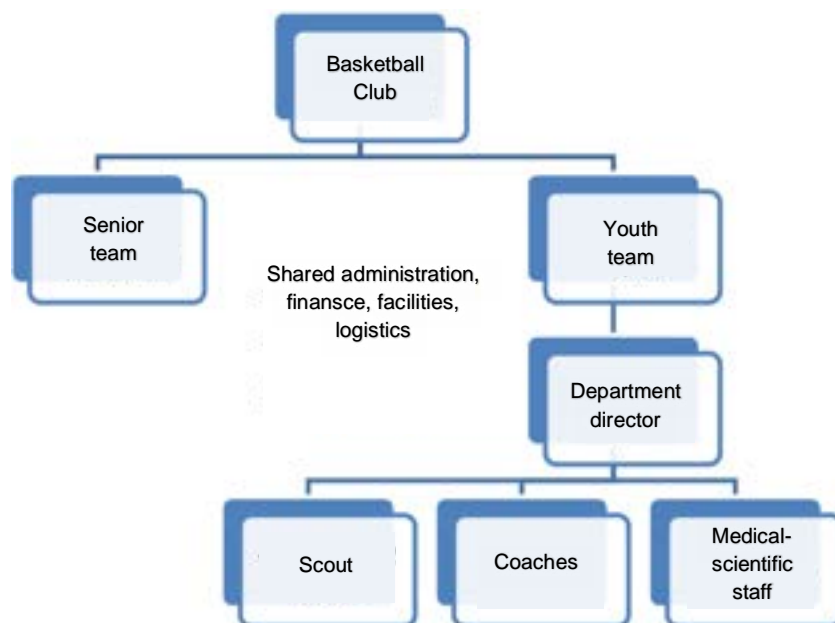 Basketball
Club
Senior
team
Youth
team
Shared administration,
finansce, facilities,
logistics
Department
director
Scout
Coaches
Medical-
scientific
staff